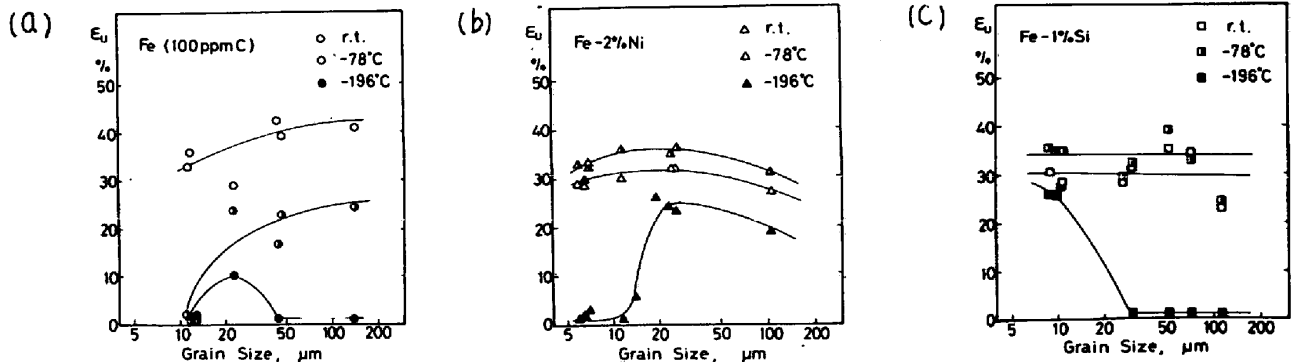 (a)
εu
%
Fe (100ppmC)
r.t.
-78°C
-196°C
50
40
30
20
10
0
5 10 20 50 100 200
Grain Size, μm
(b)
εu
%
Fe-2%Ni
r.t.
-78°C
-196°C
50
40
30
20
10
0
5 10 20 50 100 200
Grain Size, μm
(c)
εu
%
Fe-1%Si
r.t.
-78°C
-196°C
50
40
30
20
10
0
5 10 20 50 100 200
Grain Size, μm